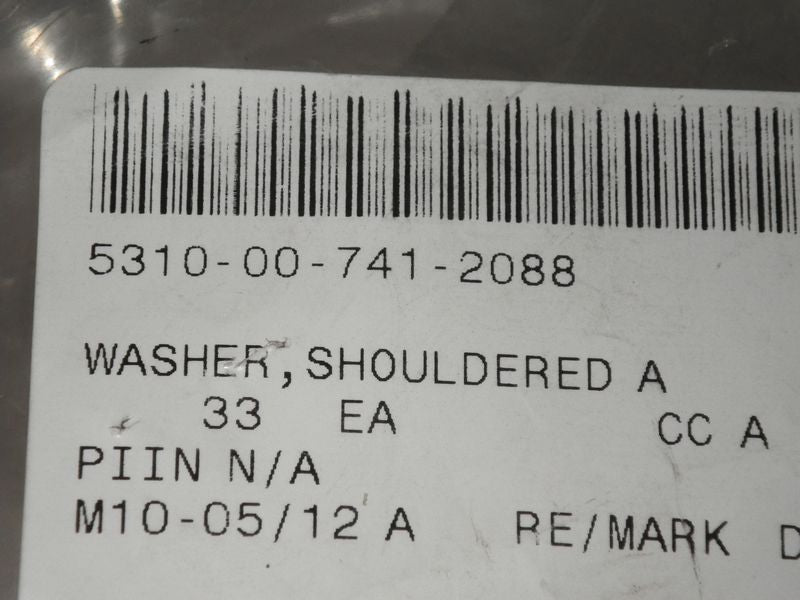 5310-00-741-2088
WASHER,SHOULDERED A
33 EA CC A
PIIN N/A
M10-05/12 A RE/MARK D